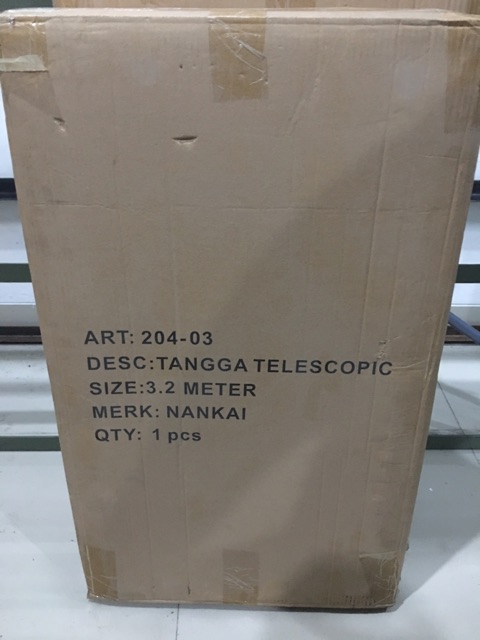 ART: 204-03
DESC:TANGGA TELESCOPIC
SIZE:3.2 METER
MERK: NANKAI
QTY: 1 pcs